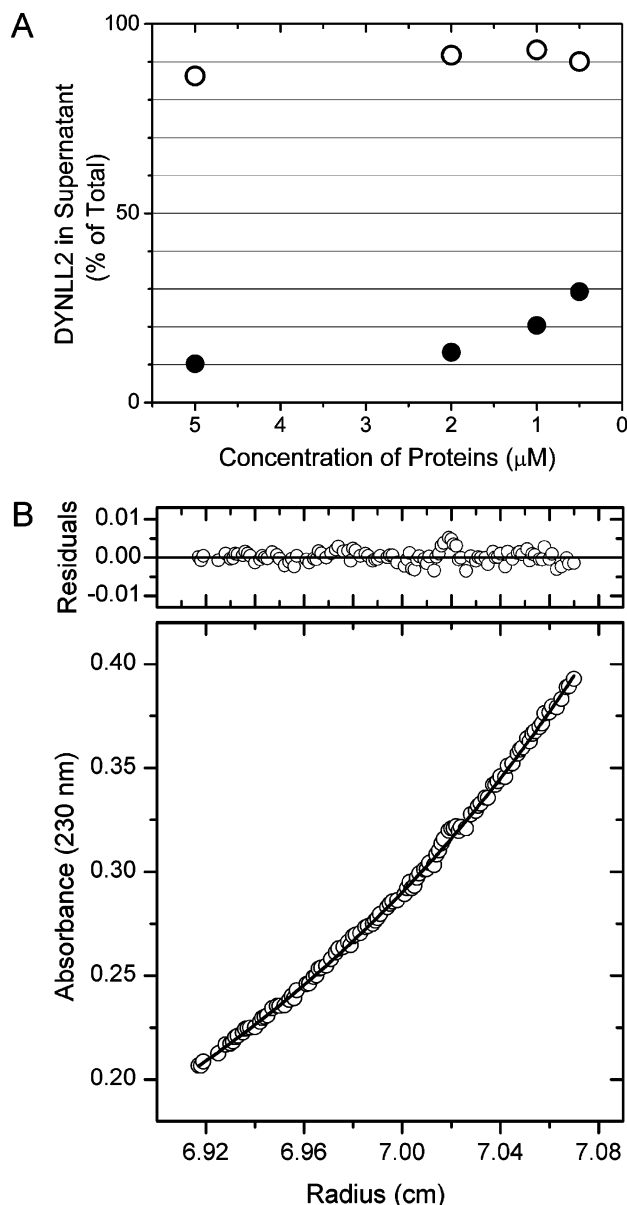 A
100
50
0
DYNLL2 in Supernatant
(% of Total)
5 4 3 2 1 0
Concentration of Proteins (μM)
B
0.01
0.00
-0.01
Residuals
0.40
0.35
0.30
0.25
0.20
Absorbance (230 nm)
6.92 6.96 7.00 7.04 7.08
Radius (cm)